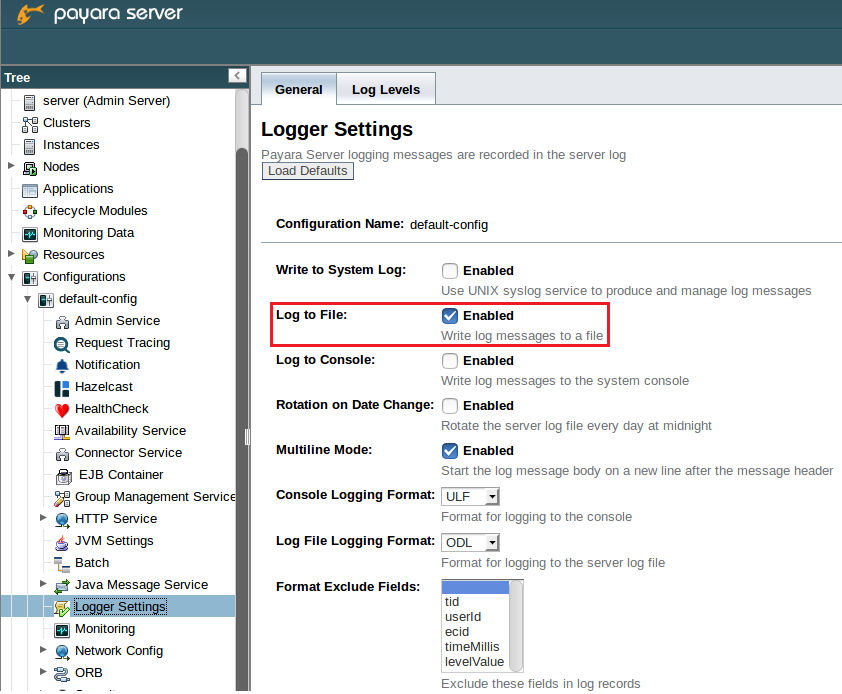 payara server
Tree
server (Admin Server)
Clusters
Instances
Nodes
Applications
Lifecycle Modules
Monitoring Data
Resources
Configurations
default-config
Admin Service
Request Tracing
Notification
Hazelcast
HealthCheck
Availability Service
Connector Service
EJB Container
Group Management Service
HTTP Service
JVM Settings
Batch
Java Message Service
Logger Settings
Monitoring
Network Config
ORB
General
Log Levels
Logger Settings
Payara Server logging messages are recorded in the server log
Load Defaults
Configuration Name: default-config
Write to System Log: Enabled
Use UNIX syslog service to produce and manage log messages
Log to File: Enabled
Write log messages to a file
Log to Console: Enabled
Write log messages to the system console
Rotation on Date Change: Enabled
Rotate the server log file every day at midnight
Multiline Mode: Enabled
Start the log message body on a new line after the message header
Console Logging Format: ULF
Format for logging to the console
Log File Logging Format: ODL
Format for logging to the server log file
Format Exclude Fields:
tid
userId
ecid
timeMillis
levelValue
Exclude these fields in log records